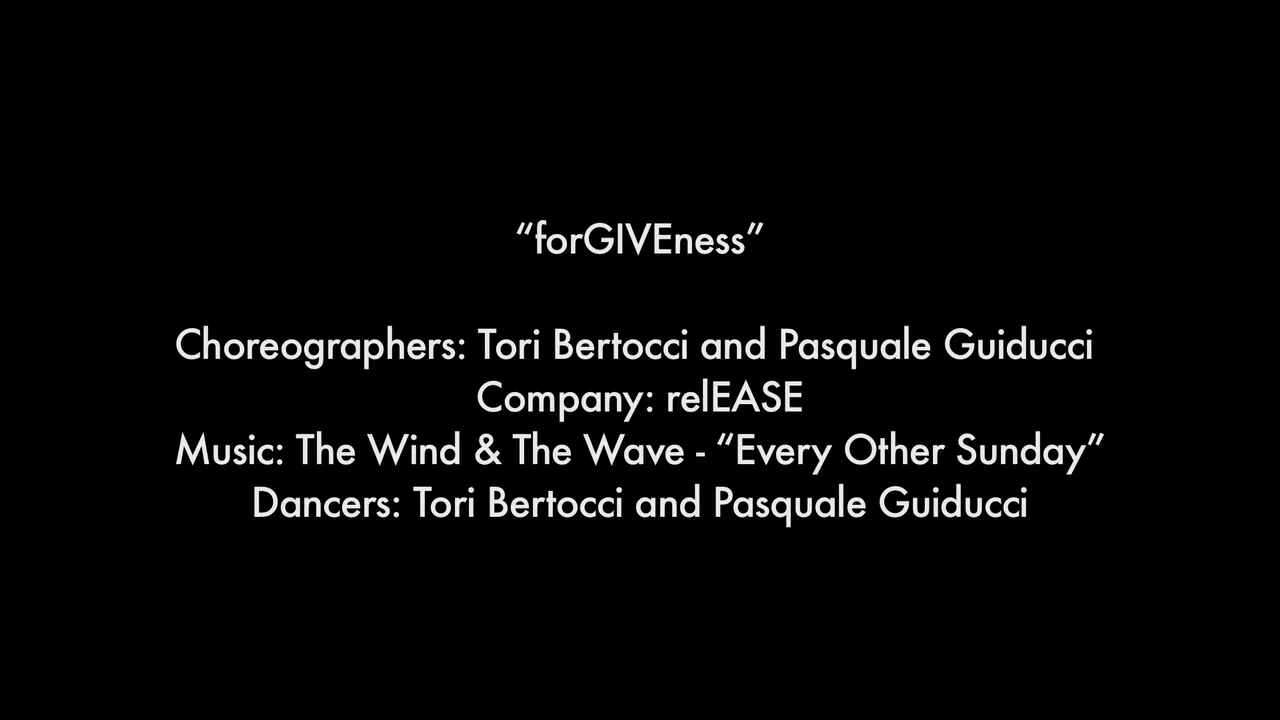 “forGIVEness”
Choreographers: Tori Bertocci and Pasquale Guiducci
Company: relEASE
Music: The Wind & The Wave - “Every Other Sunday”
Dancers: Tori Bertocci and Pasquale Guiducci